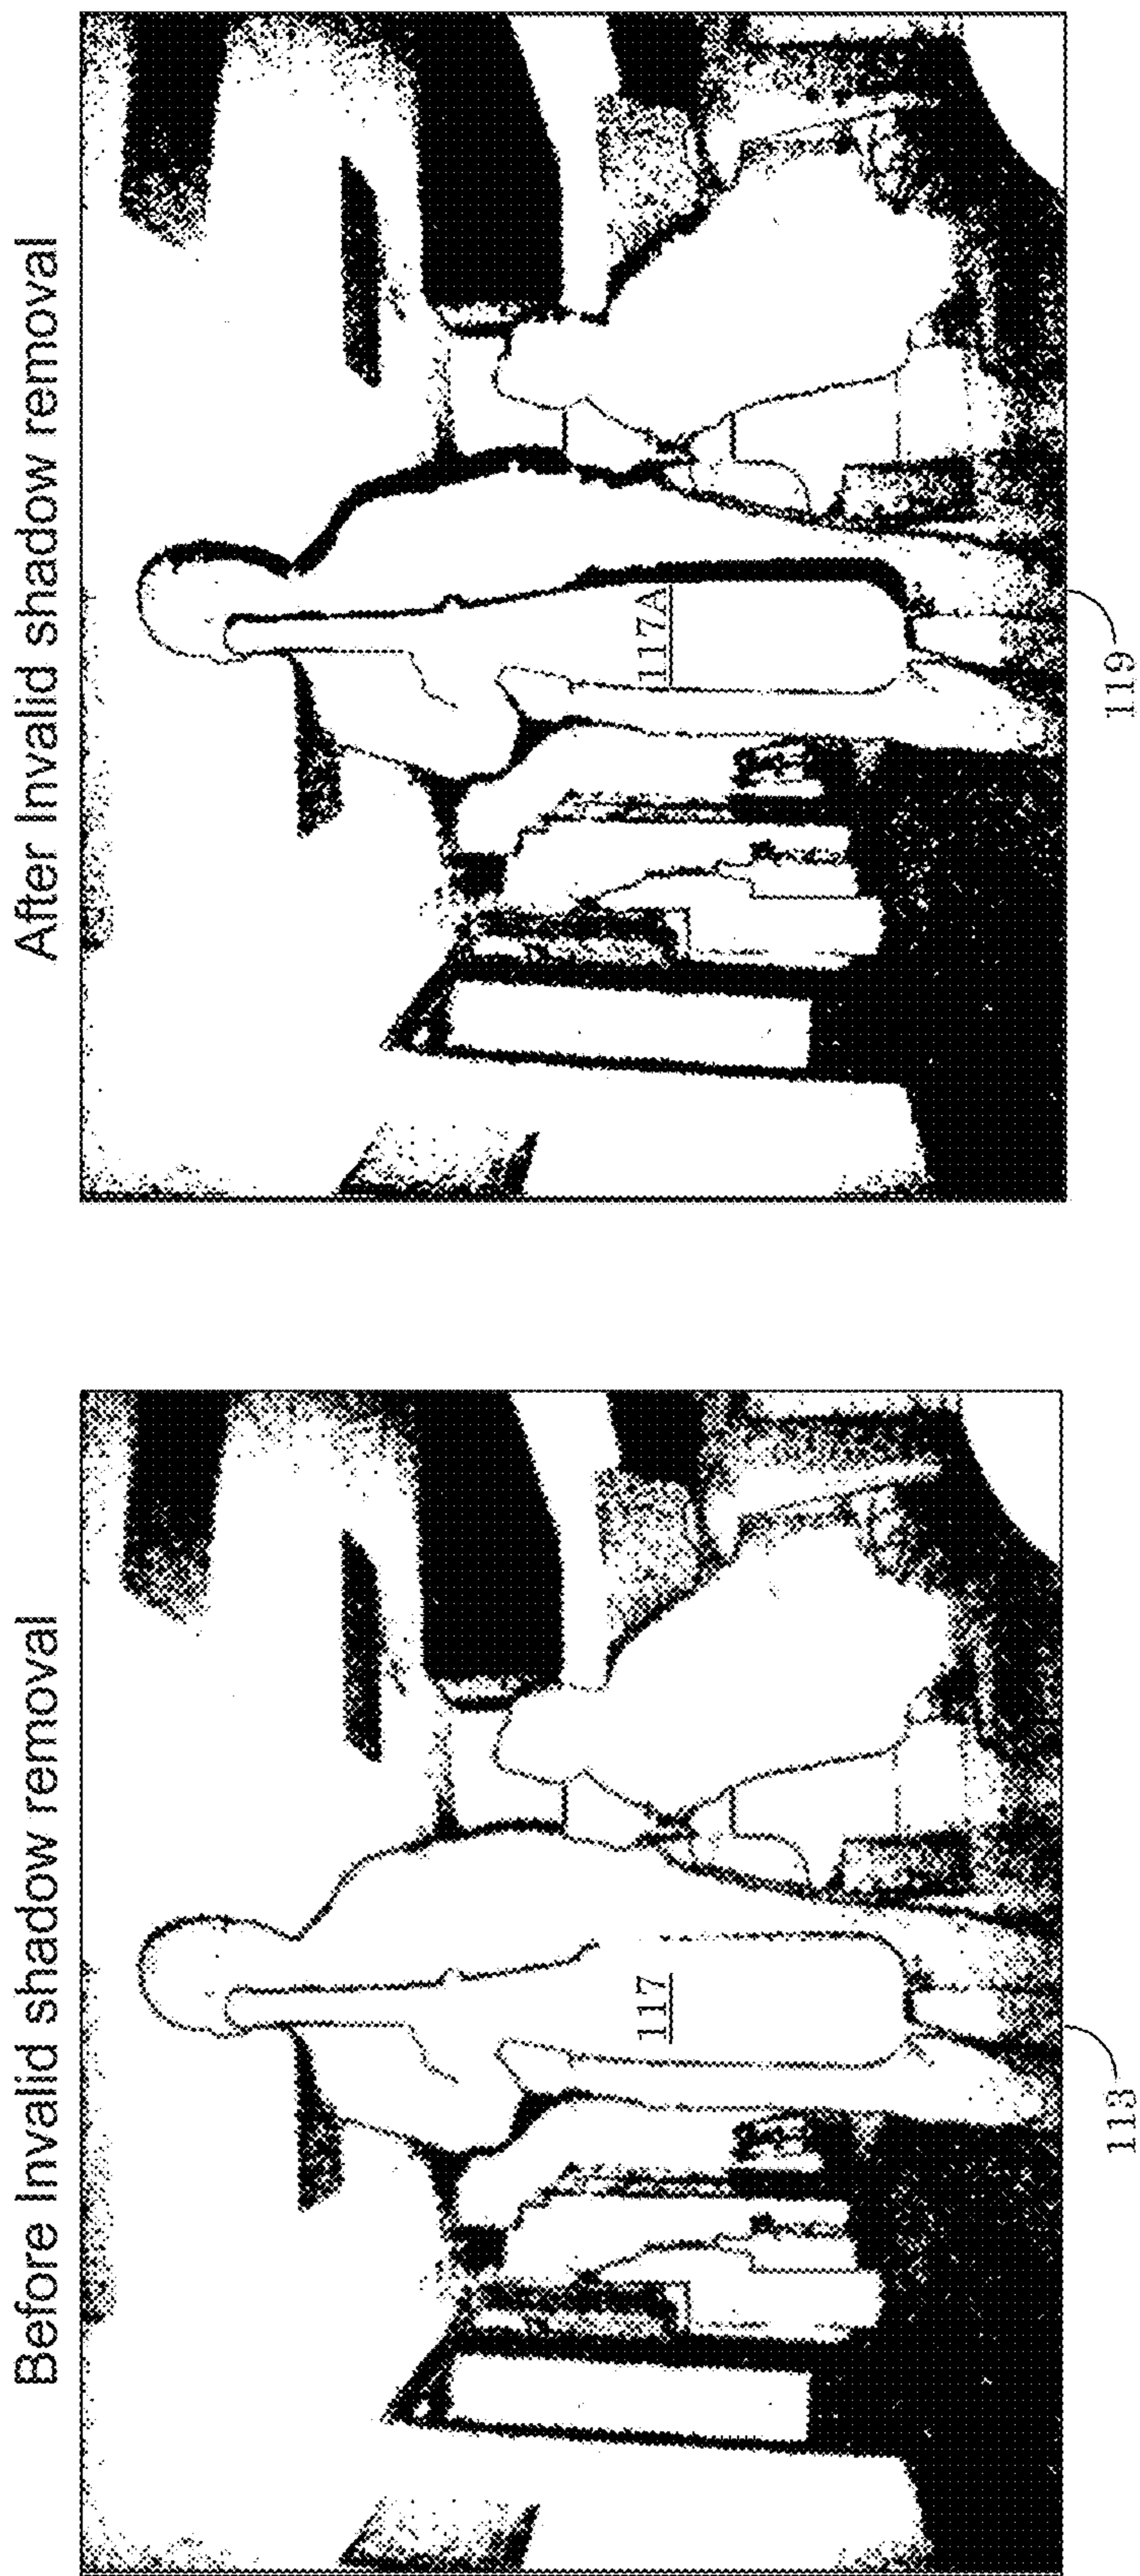 Before Invalid shadow removal
117
113
After Invalid shadow removal
117A
119